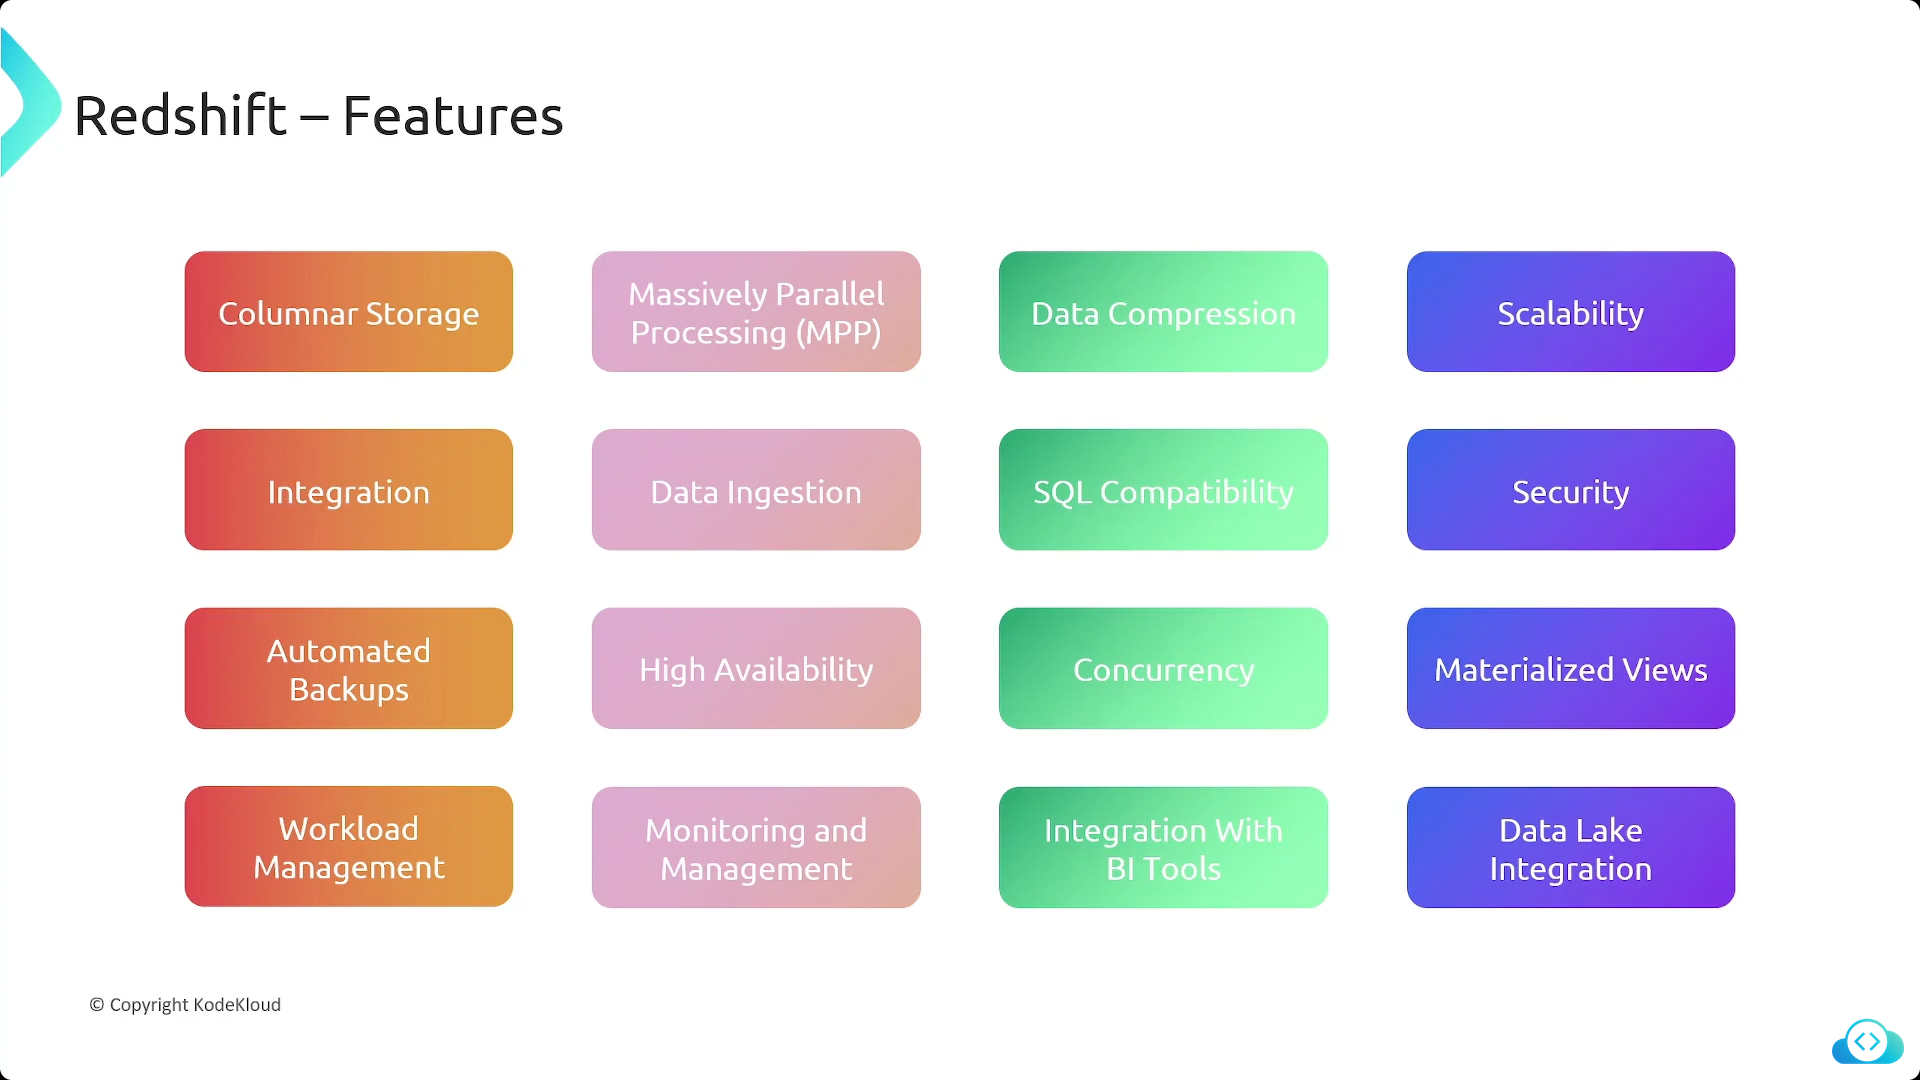 Redshift – Features
Columnar Storage
Massively Parallel
Processing (MPP)
Data Compression
Scalability
Integration
Data Ingestion
SQL Compatibility
Security
Automated
Backups
High Availability
Concurrency
Materialized Views
Workload
Management
Monitoring and
Management
Integration With
BI Tools
Data Lake
Integration
© Copyright KodeKloud